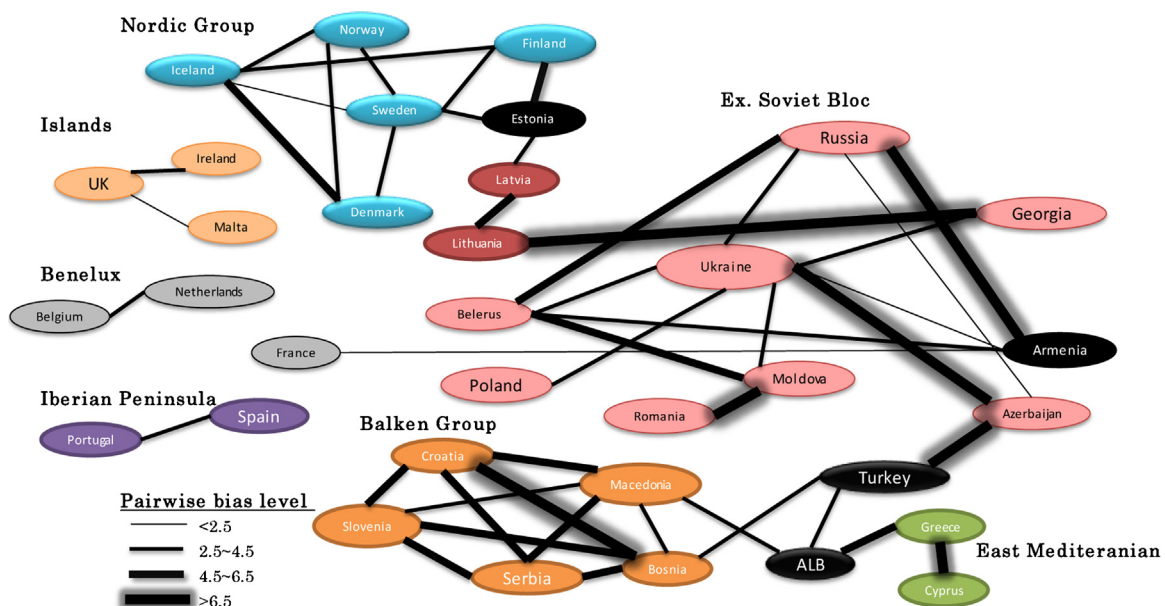 Nordic Group
Norway
Finland
Iceland
Sweden
Estonia
Ex. Soviet Bloc
Russia
Islands
Ireland
UK
Malta
Latvia
Denmark
Lithuania
Georgia
Ukraine
Benelux
Netherlands
Belgium
Belerus
France
Armenia
Poland
Moldova
Romania
Azerbaijan
Iberian Peninsula
Spain
Portugal
Balken Group
Croatia
Macedonia
Turkey
Slovenia
Serbia
Bosnia
ALB
Greece
East Mediteranian
Cyprus
Pairwise bias level
<2.5
2.5~4.5
4.5~6.5
>6.5